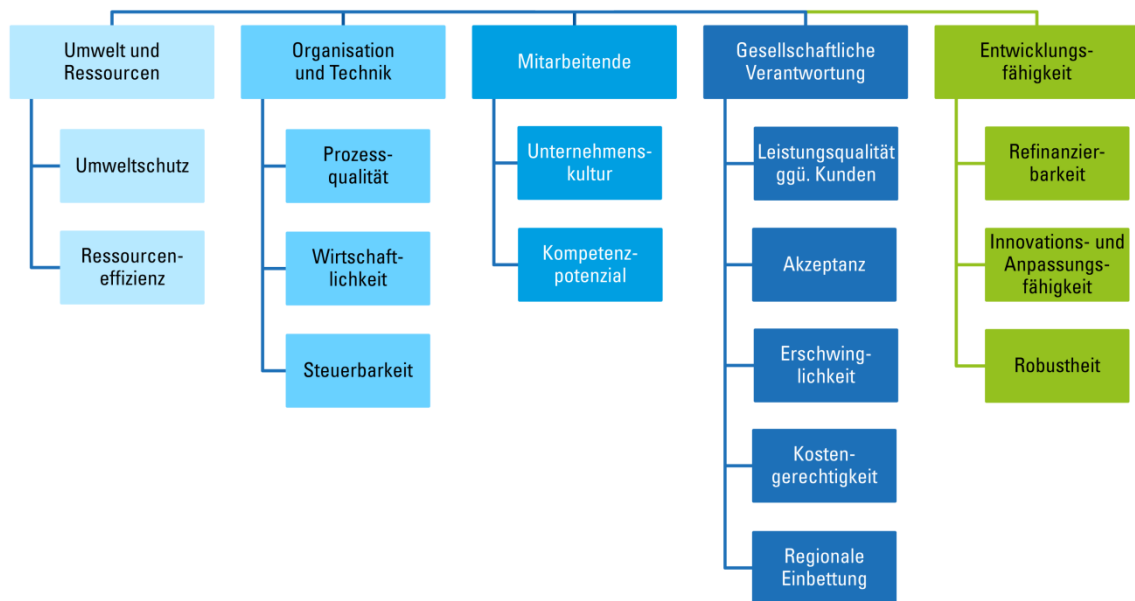 Umwelt und
Ressourcen
Umweltschutz
Ressourcen-
effizienz
Organisation
und Technik
Prozess-
qualität
Wirtschaft-
lichkeit
Steuerbarkeit
Mitarbeitende
Unternehmens-
kultur
Kompetenz-
potenzial
Gesellschaftliche
Verantwortung
Leistungsqualität
ggü. Kunden
Akzeptanz
Erschwing-
lichkeit
Kosten-
gerechtigkeit
Regionale
Einbettung
Entwicklungs-
fähigkeit
Refinanzier-
barkeit
Innovations- und
Anpassungs-
fähigkeit
Robustheit